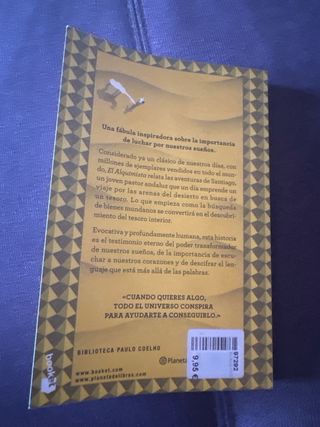 Una fábula inspiradora sobre la importancia
de luchar por nuestros sueños.
Considerado ya un clásico de nuestros días, con
millones de ejemplares vendidos en todo el mun-
do, El Alquimista relata las aventuras de Santiago,
un joven pastor andaluz que un día emprende un
viaje por las arenas del desierto en busca de
un tesoro. Lo que empieza como la búsqueda
de bienes mundanos se convertirá en el descubri-
miento del tesoro interior.
Evocativa y profundamente humana, esta historia
es el testimonio eterno del poder transformador
de nuestros sueños, de la importancia de escu-
char a nuestros corazones y de descifrar el len-
guaje que está más allá de las palabras.
«CUANDO QUIERES ALGO,
TODO EL UNIVERSO CONSPIRA
PARA AYUDARTE A CONSEGUIRLO.»
BIBLIOTECA PAULO COELHO
Planeta
booket
www.booket.com
www.planetadelibros.com
97292
9,95 €